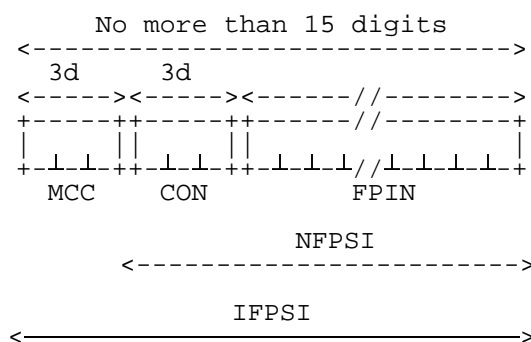 No more than 15 digits
3d 3d
MCC CON FPIN
NFPSI
IFPSI